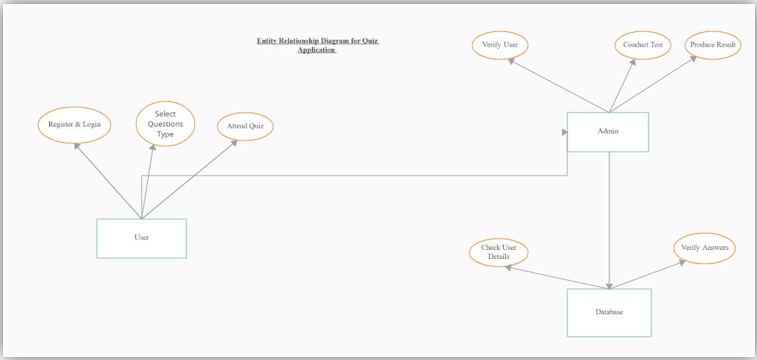 Entity Relationship Diagram for Quiz
Application
Verify User
Conduct Test
Produce Result
Register & Login
Select
Questions
Type
Attend Quiz
Admin
User
Check User
Details
Verify Answers
Database